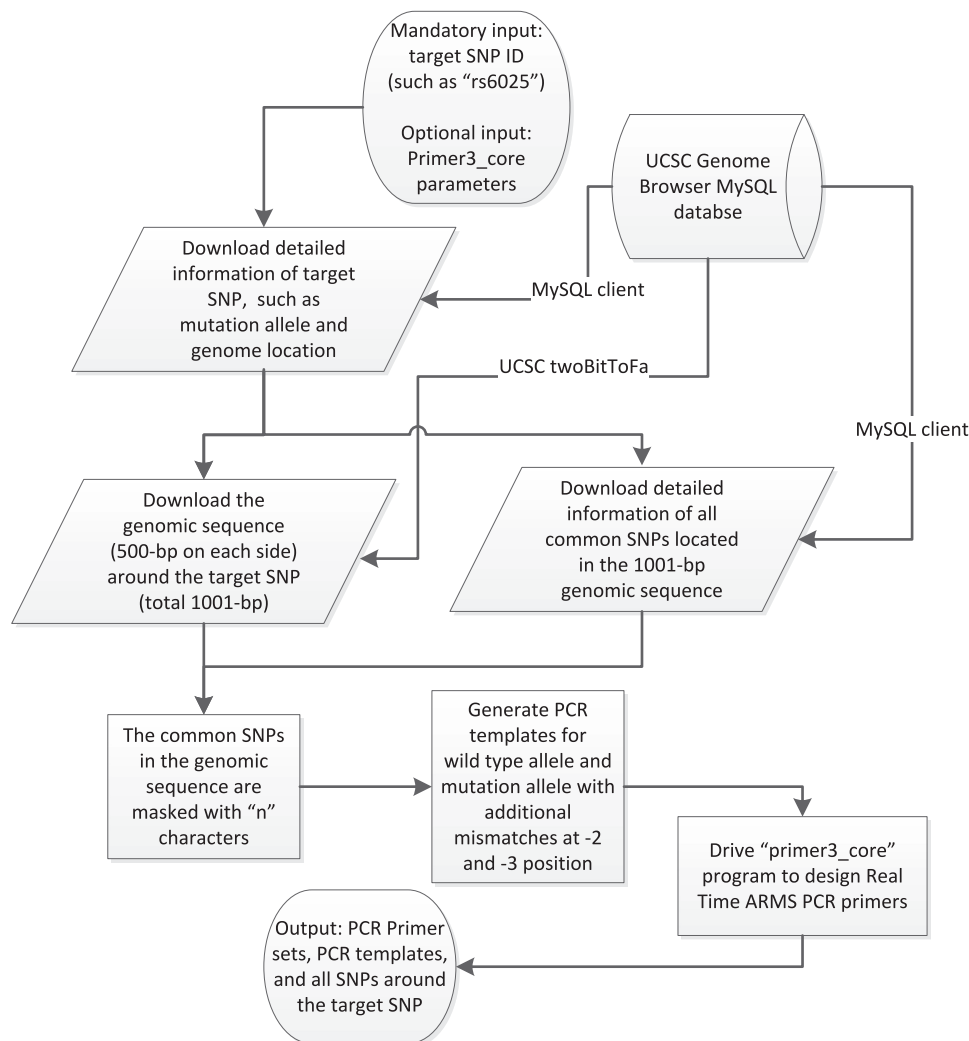 Mandatory input:
target SNP ID
(such as “rs6025”)
Optional input:
Primer3_core
parameters
UCSC Genome
Browser MySQL
databse
Download detailed
information of target
SNP,  such as
mutation allele and
genome location
MySQL client
UCSC twoBitToFa
MySQL client
Download the
genomic sequence
(500-bp on each side)
around the target SNP
(total 1001-bp)
Download detailed
information of all
common SNPs located
in the 1001-bp
genomic sequence
The common SNPs
in the genomic
sequence are
masked with “n”
characters
Generate PCR
templates for
wild type allele and
mutation allele with
additional
mismatches at -2
and -3 position
Drive “primer3_core”
program to design Real
Time ARMS PCR primers
Output: PCR Primer
sets, PCR templates,
and all SNPs around
the target SNP